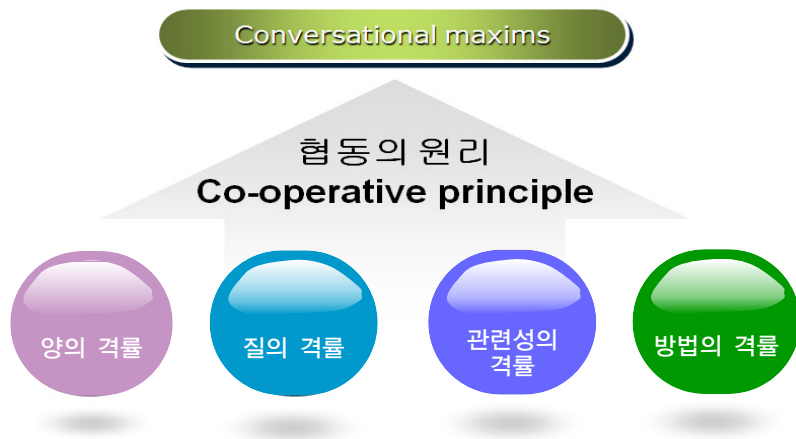 Conversational maxims
협동의 원리
Co-operative principle
양의 격률
질의 격률
관련성의
격률
방법의 격률